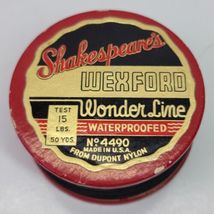 Shakespeare's
WEXFORD
Wonder Line
WATERPROOFED
TEST
15
LBS.
50 YDS.
No 4490
MADE IN U.S.A.
FROM DUPONT NYLON